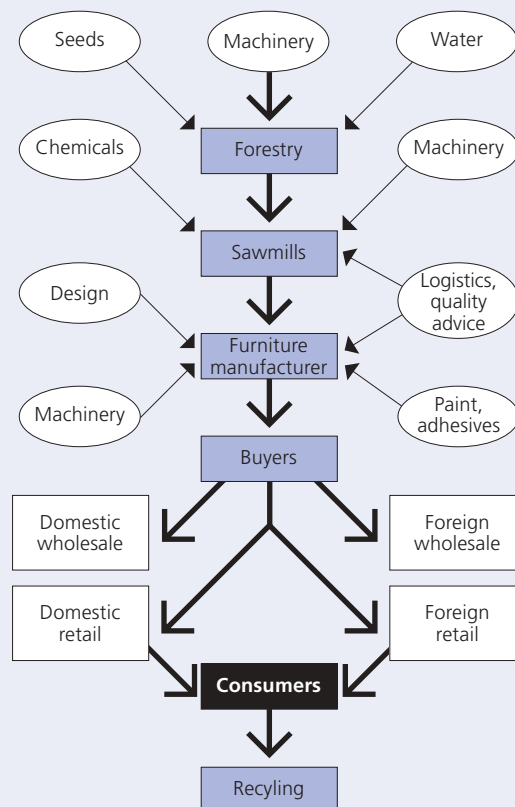 Seeds
Machinery
Water
Forestry
Chemicals
Machinery
Sawmills
Design
Logistics,
quality
advice
Furniture
manufacturer
Machinery
Paint,
adhesives
Buyers
Domestic
wholesale
Foreign
wholesale
Domestic
retail
Foreign
retail
Consumers
Recyling